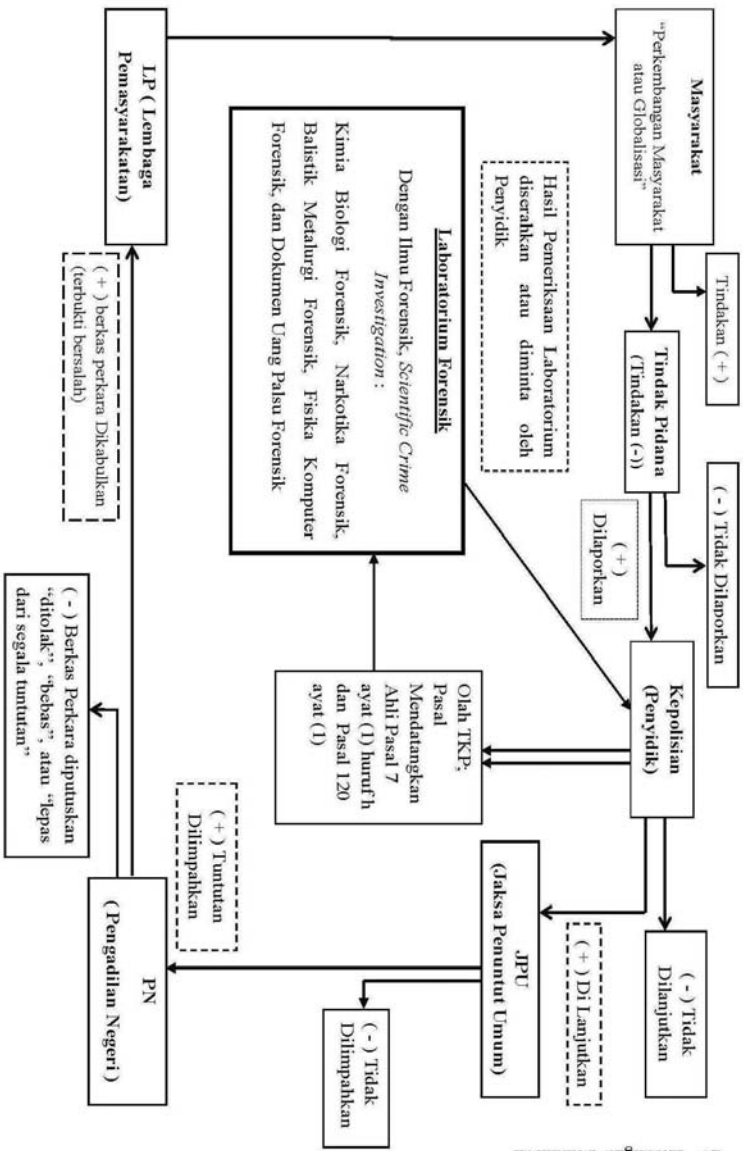 Masyarakat
“Perkembangan Masyarakat
atau Globalisasi”
Tindakan (+)
Tindak Pidana
(Tindakan (-))
( - ) Tidak Dilaporkan
( + )
Dilaporkan
Kepolisian
(Penyidik)
( - ) Tidak
Dilanjutkan
( + ) Di Lanjutkan
Hasil Pemeriksaan Laboratorium
diserahkan atau diminta oleh
Penyidik
Laboratorium Forensik
Dengan Ilmu Forensik, Scientific Crime
Investigation :
Kimia Biologi Forensik, Narkotika Forensik,
Balistik Metalurgi Forensik, Fisika Komputer
Forensik, dan Dokumen Uang Palsu Forensik
Olah TKP;
Pasal
Mendatangkan
Ahli Pasal 7
ayat (1) huruf h
dan Pasal 120
ayat (1)
JPU
(Jaksa Penuntut Umum)
( - ) Tidak
Dilimpahkan
( + ) Tuntutan
Dilimpahkan
LP ( Lembaga
Pemasyarakatan)
( + ) berkas perkara Dikabulkan
(terbukti bersalah)
( - ) Berkas Perkara diputuskan
“ditolak”, “bebas”, atau “lepas
dari segala tuntutan”
PN
( Pengadilan Negeri )